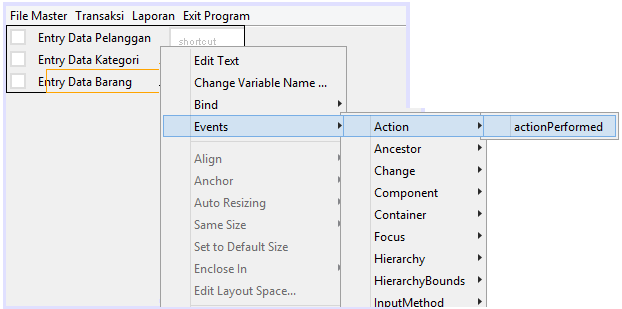 File Master Transaksi Laporan Exit Program
Entry Data Pelanggan
shortcut
Entry Data Kategori
Entry Data Barang
Edit Text
Change Variable Name ...
Bind
Events
Align
Anchor
Auto Resizing
Same Size
Set to Default Size
Enclose In
Edit Layout Space...
Action
Ancestor
Change
Component
Container
Focus
Hierarchy
HierarchyBounds
InputMethod
actionPerformed